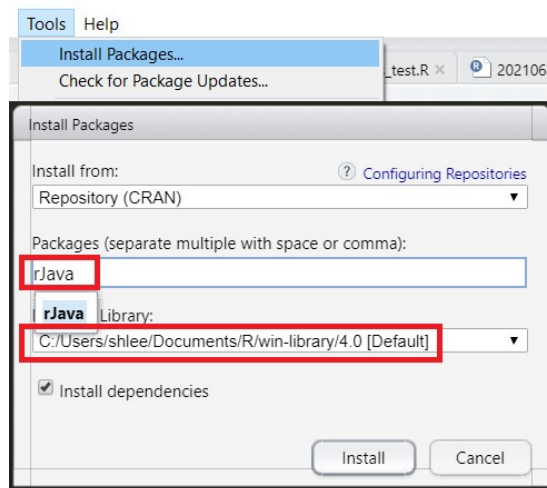 Tools Help
Install Packages...
Check for Package Updates...
_test.R × 202106
Install Packages
Install from: ? Configuring Repositories
Repository (CRAN)
Packages (separate multiple with space or comma):
rJava
rJava Library:
C:/Users/shlee/Documents/R/win-library/4.0 [Default]
Install dependencies
Install Cancel